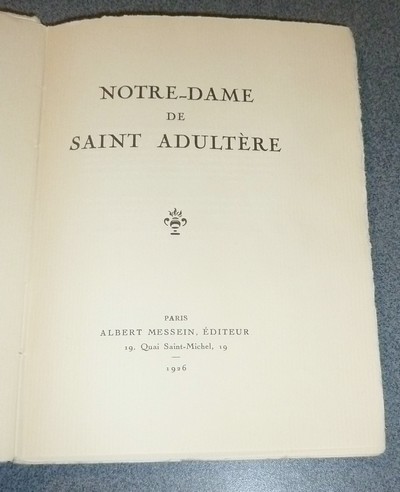 NOTRE-DAME
DE
SAINT ADULTÈRE
PARIS
ALBERT MESSEIN, ÉDITEUR
19, Quai Saint-Michel, 19
1926